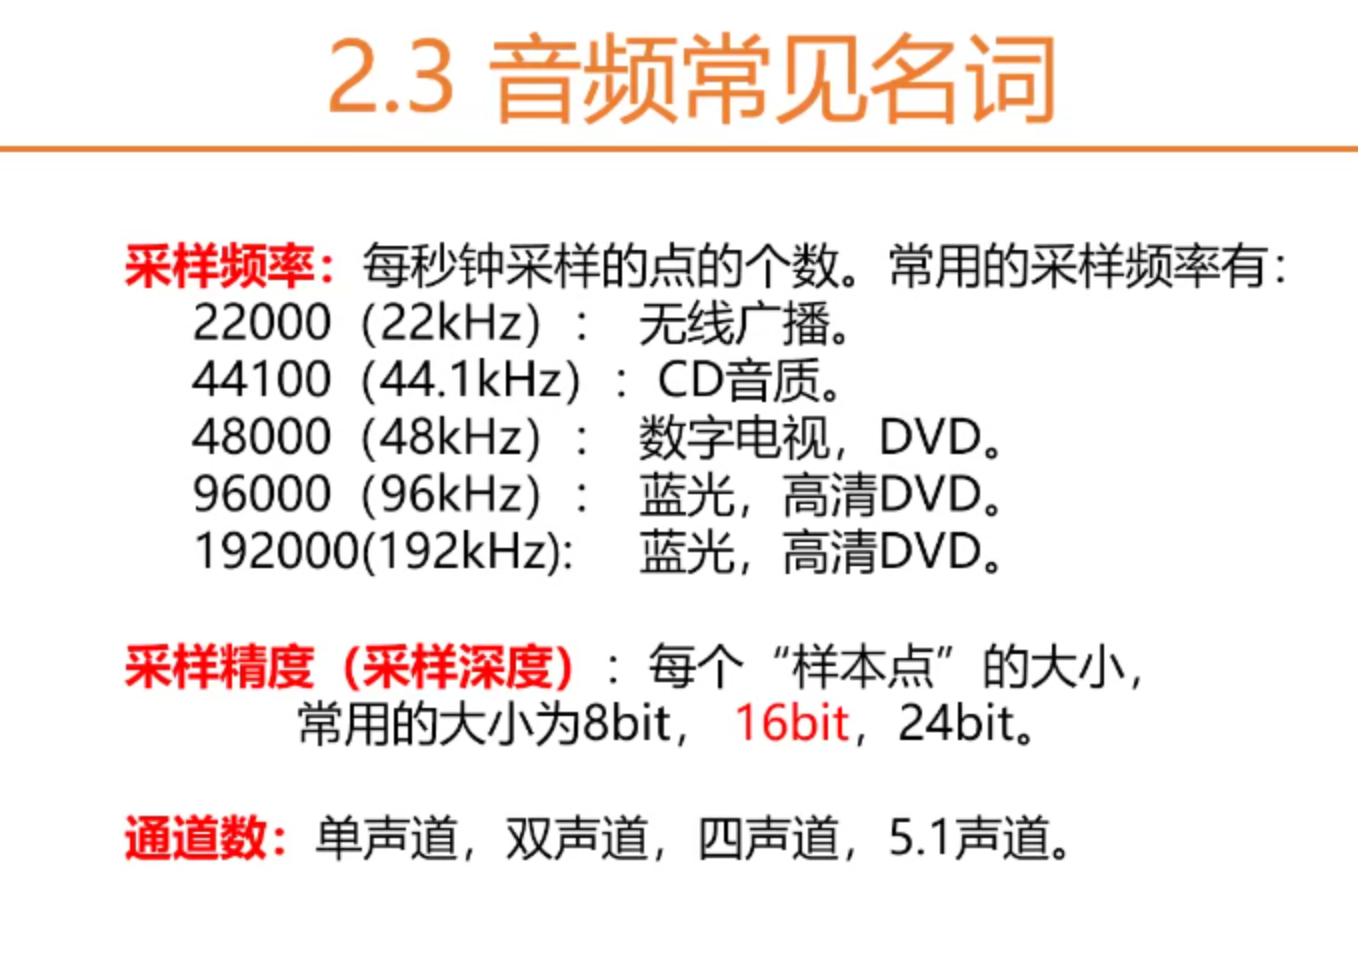 2.3 音频常见名词
采样频率：每秒钟采样的点的个数。常用的采样频率有：
22000（22kHz）： 无线广播。
44100（44.1kHz）：CD音质。
48000（48kHz）： 数字电视，DVD。
96000（96kHz）： 蓝光，高清DVD。
192000(192kHz): 蓝光，高清DVD。
采样精度（采样深度）：每个“样本点”的大小，
常用的大小为8bit， 16bit，24bit。
通道数：单声道，双声道，四声道，5.1声道。